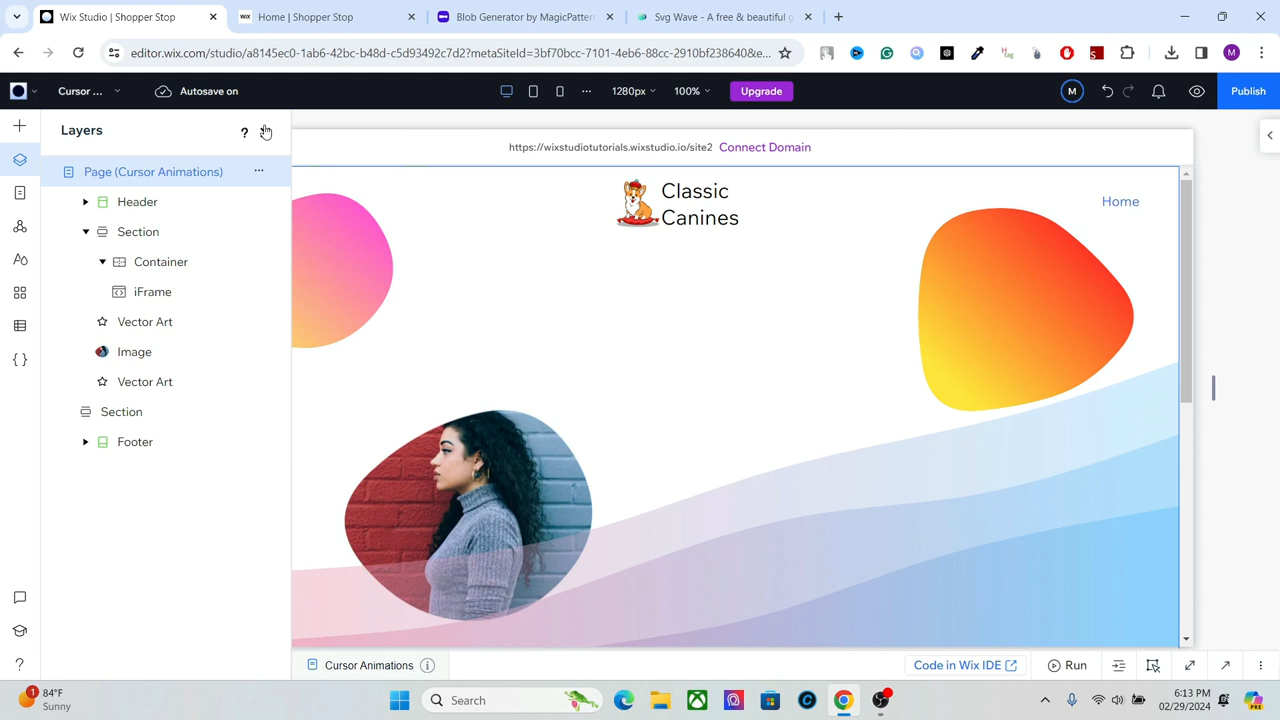 Wix Studio | Shopper Stop
Home | Shopper Stop
Blob Generator by MagicPattern
Svg Wave - A free & beautiful g
editor.wix.com/studio/a8145ec0-1ab6-42bc-b48d-c5d93492c7d2?metaSiteId=3bf70bcc-7101-4eb6-88cc-2910bf238640&e...
M
Cursor ...
Autosave on
1280px
100%
Upgrade
M
Publish
Layers
?
https://wixstudiotutorials.wixstudio.io/site2 Connect Domain
Page (Cursor Animations)
Header
Section
Container
iFrame
Vector Art
Image
Vector Art
Section
Footer
Classic
Canines
Home
Cursor Animations
Code in Wix IDE
Run
1
84°F
Sunny
Search
6:13 PM
02/29/2024